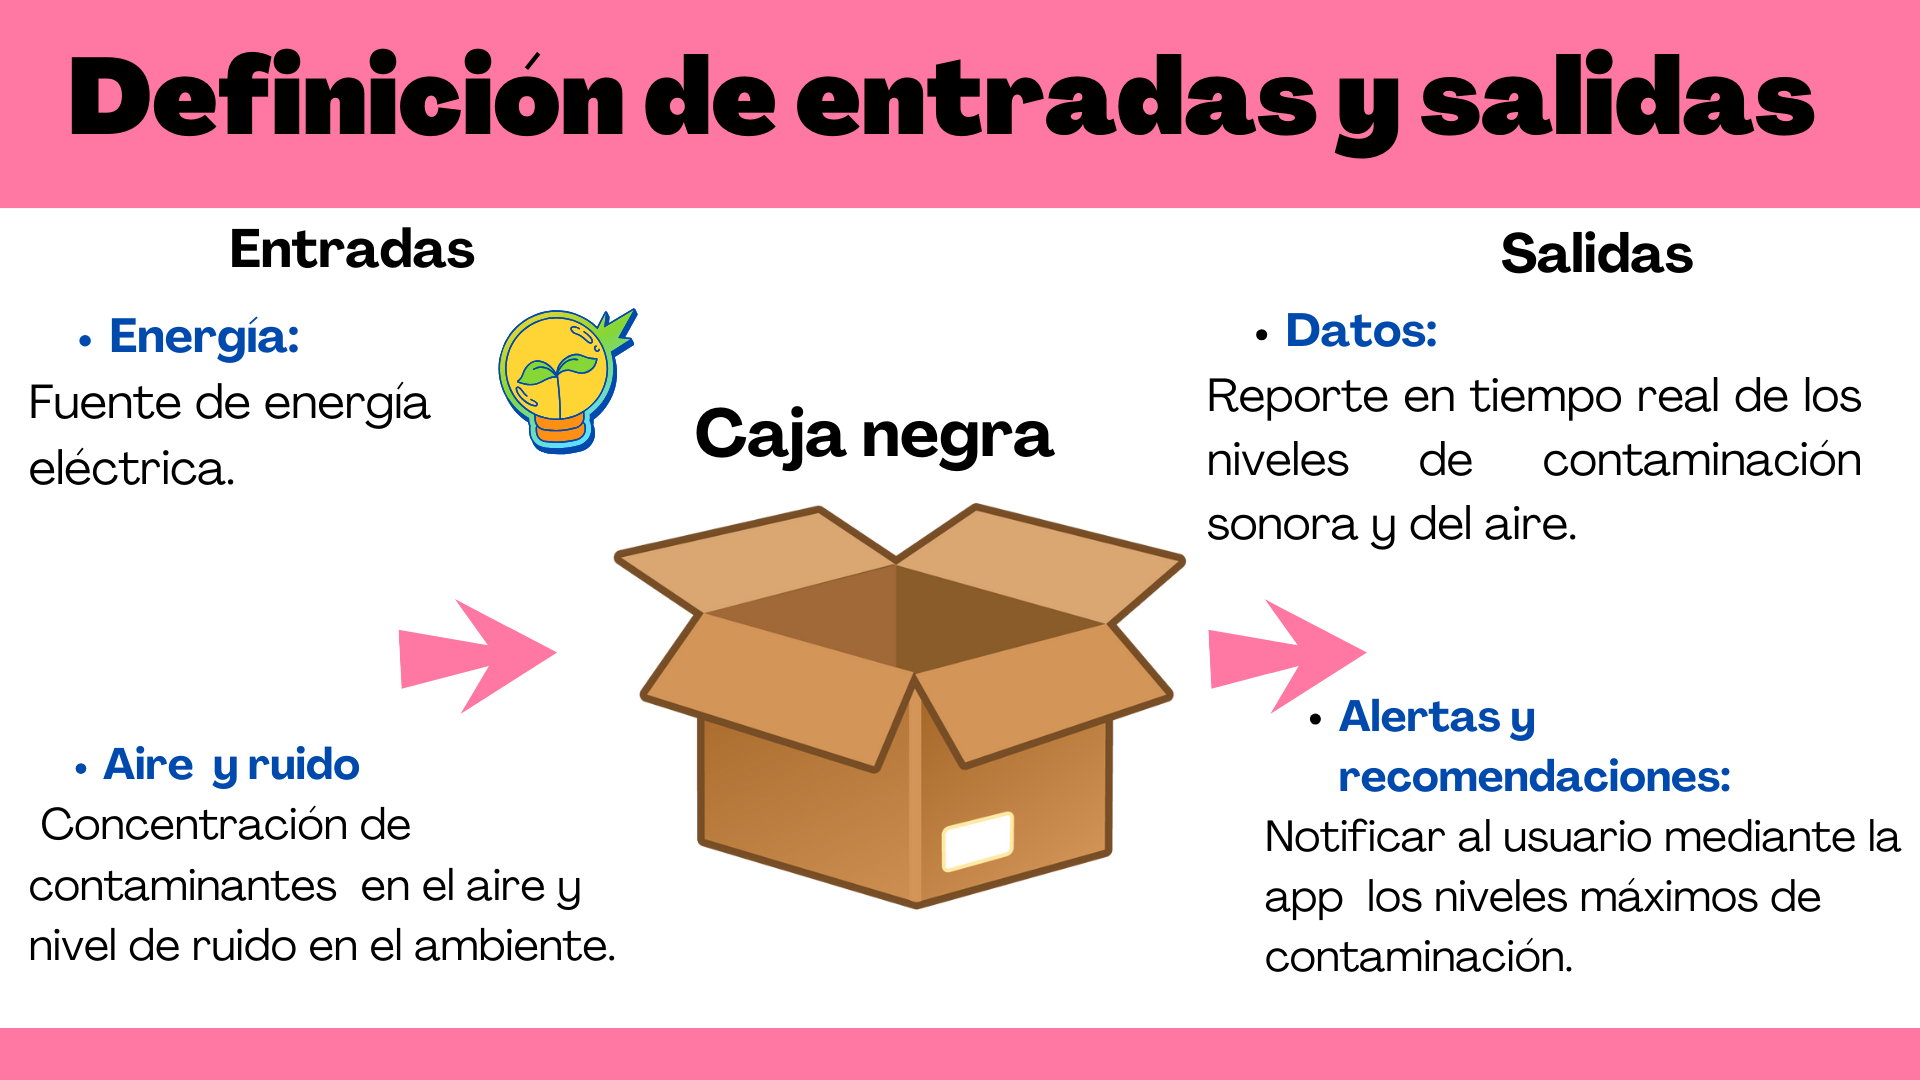 Definición de entradas y salidas
Entradas
• Energía:
Fuente de energía
eléctrica.
• Aire y ruido
Concentración de
contaminantes en el aire y
nivel de ruido en el ambiente.
Caja negra
Salidas
• Datos:
Reporte en tiempo real de los
niveles de contaminación
sonora y del aire.
• Alertas y
recomendaciones:
Notificar al usuario mediante la
app los niveles máximos de
contaminación.